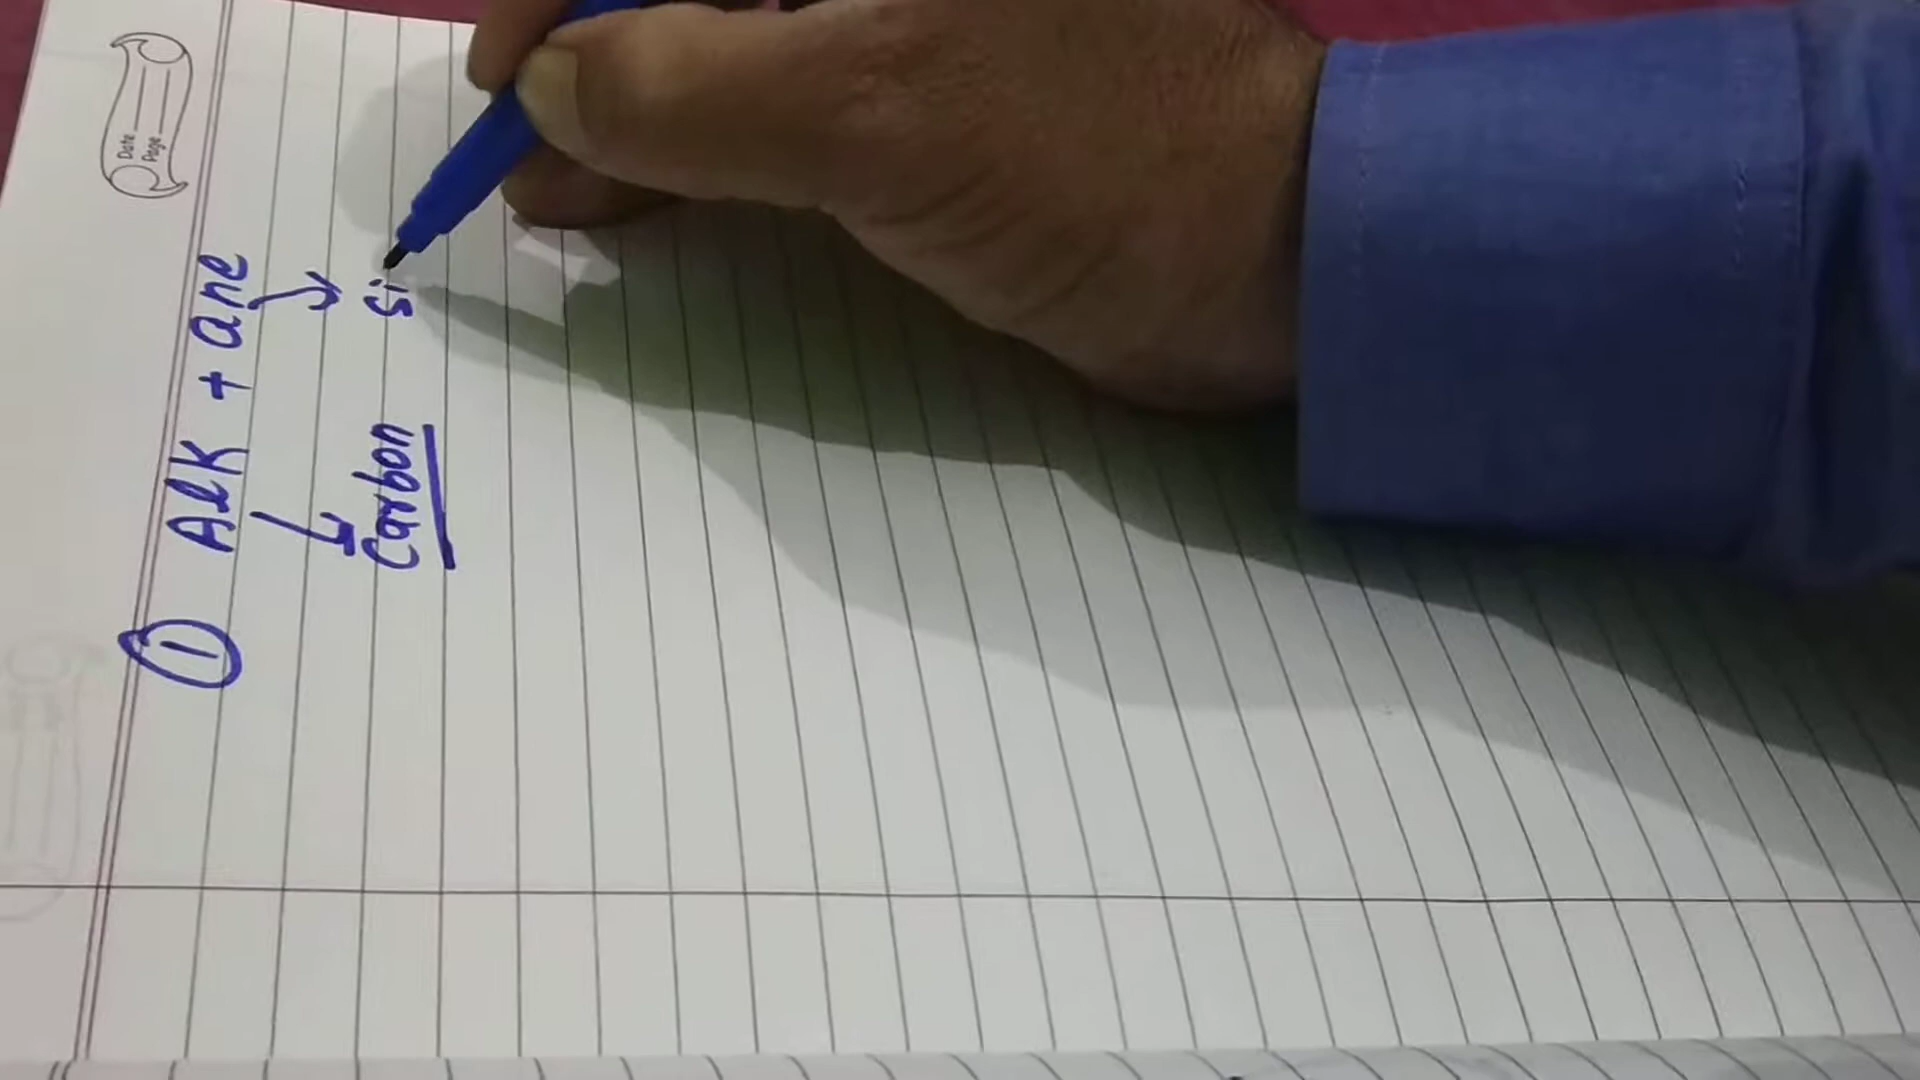 Date
Page
① Alk + ane
Carbon Si